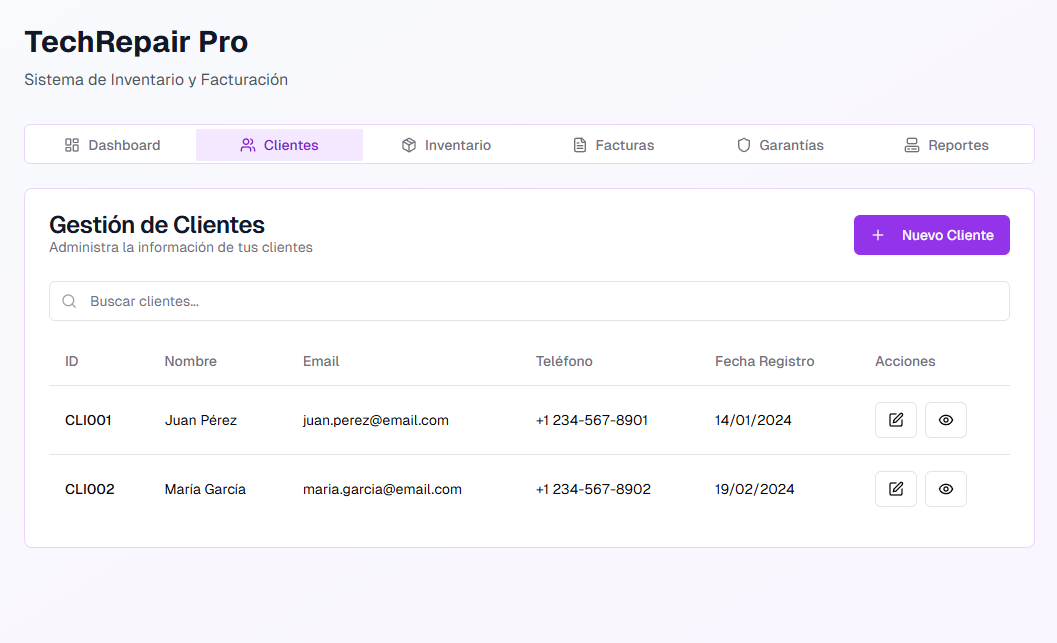 TechRepair Pro
Sistema de Inventario y Facturación
Dashboard Clientes Inventario Facturas Garantías Reportes
Gestión de Clientes
Administra la información de tus clientes
+ Nuevo Cliente
Buscar clientes...
ID Nombre Email Teléfono Fecha Registro Acciones
CLI001 Juan Pérez juan.perez@email.com +1 234-567-8901 14/01/2024
CLI002 María García maria.garcia@email.com +1 234-567-8902 19/02/2024